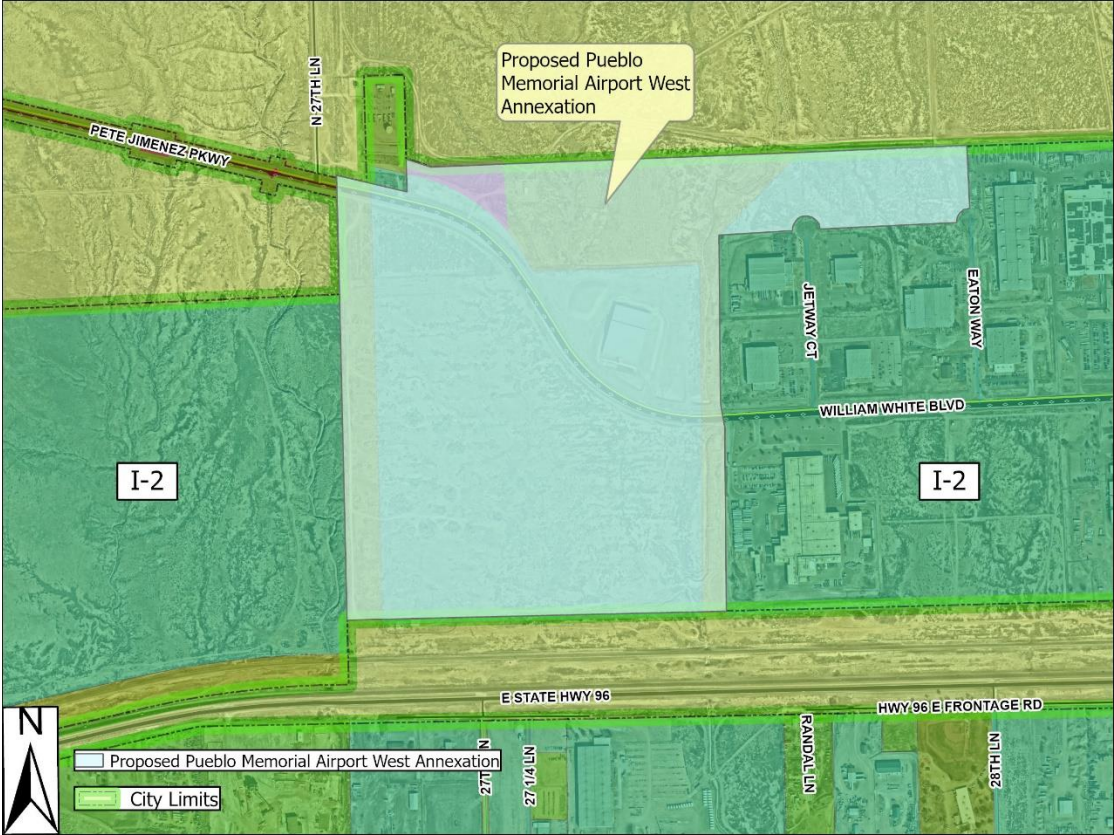 Proposed Pueblo
Memorial Airport West
Annexation
N 27TH LN
PETE JIMENEZ PKWY
JETWAY CT
EATON WAY
WILLIAM WHITE BLVD
I-2
I-2
E STATE HWY 96
HWY 96 E FRONTAGE RD
N
27TH LN
27 1/4 LN
RANDAL LN
28TH LN
Proposed Pueblo Memorial Airport West Annexation
City Limits